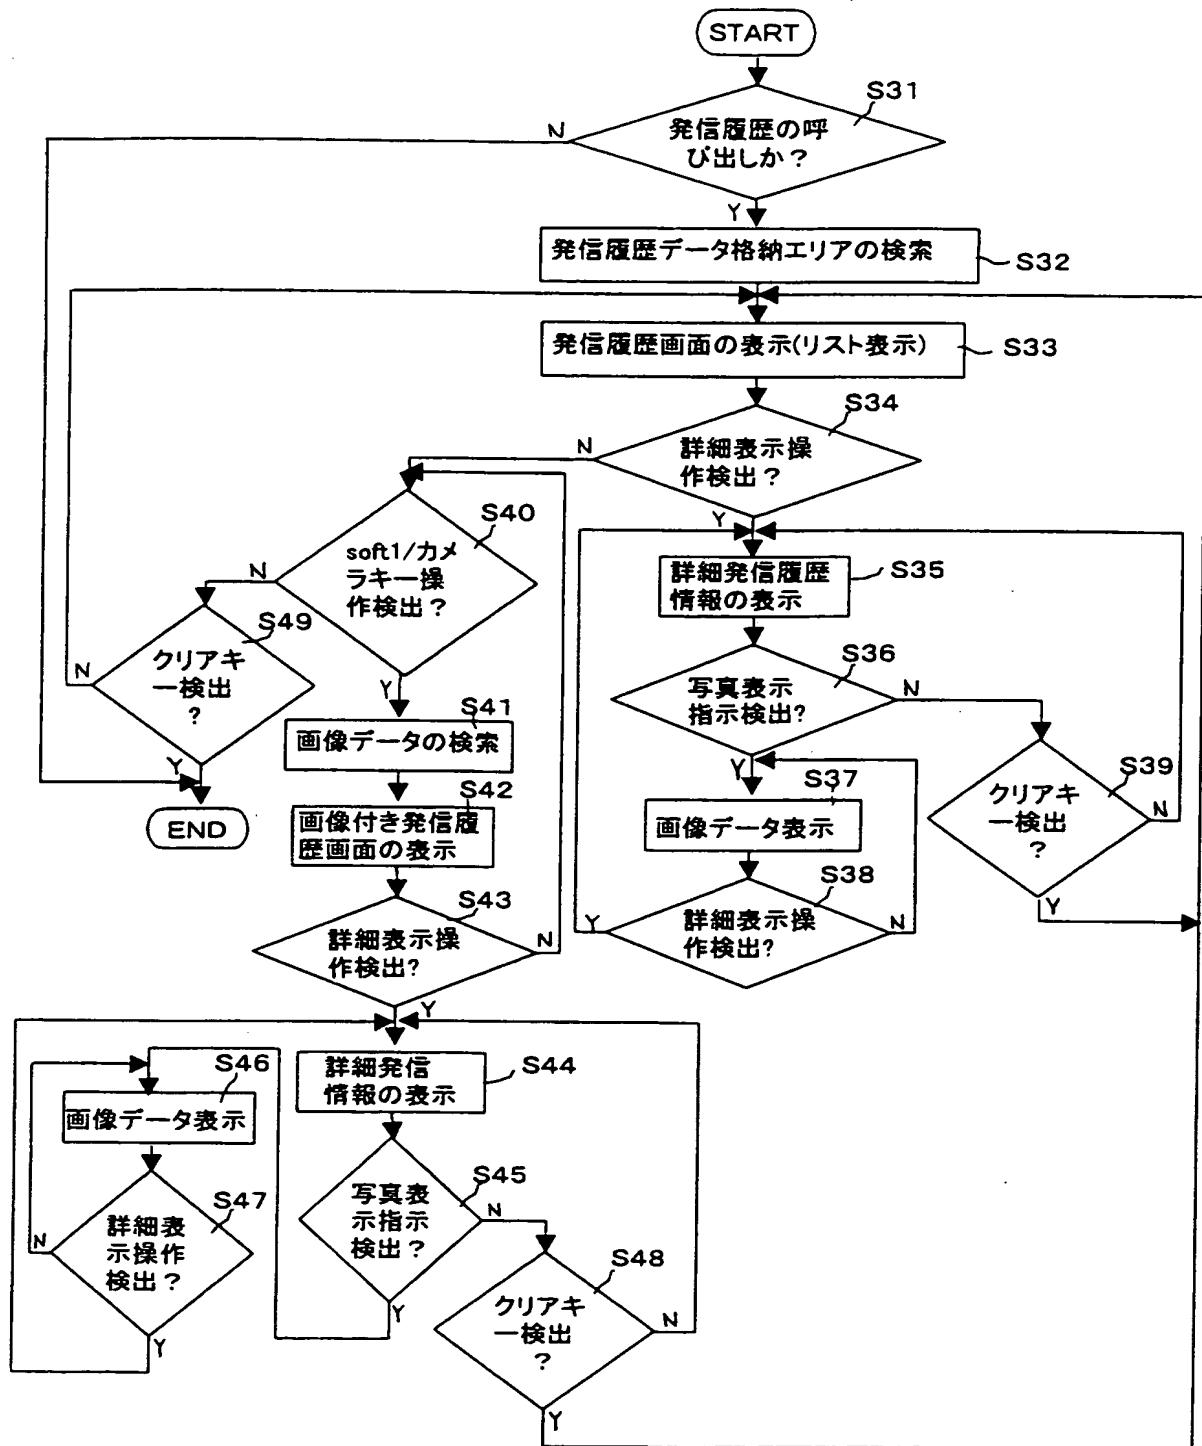 START
S31
発信履歴の呼
び出しか？
N
Y
発信履歴データ格納エリアの検索
S32
発信履歴画面の表示(リスト表示)
S33
S34
詳細表示操
作検出？
N
Y
S40
soft1/カメ
ラキー操
作検出？
N
Y
S49
クリアキ
ー検出
？
N
Y
END
S41
画像データの検索
S42
画像付き発信履
歴画面の表示
S43
詳細表示操
作検出?
N
Y
S35
詳細発信履歴
情報の表示
S36
写真表示
指示検出?
N
Y
S37
画像データ表示
S38
詳細表示操
作検出?
Y
N
S39
クリアキ
ー検出
？
N
Y
S44
詳細発信
情報の表示
S45
写真表
示指示
検出？
N
Y
S46
画像データ表示
S47
詳細表
示操作
検出？
N
Y
S48
クリアキ
ー検出
？
N
Y